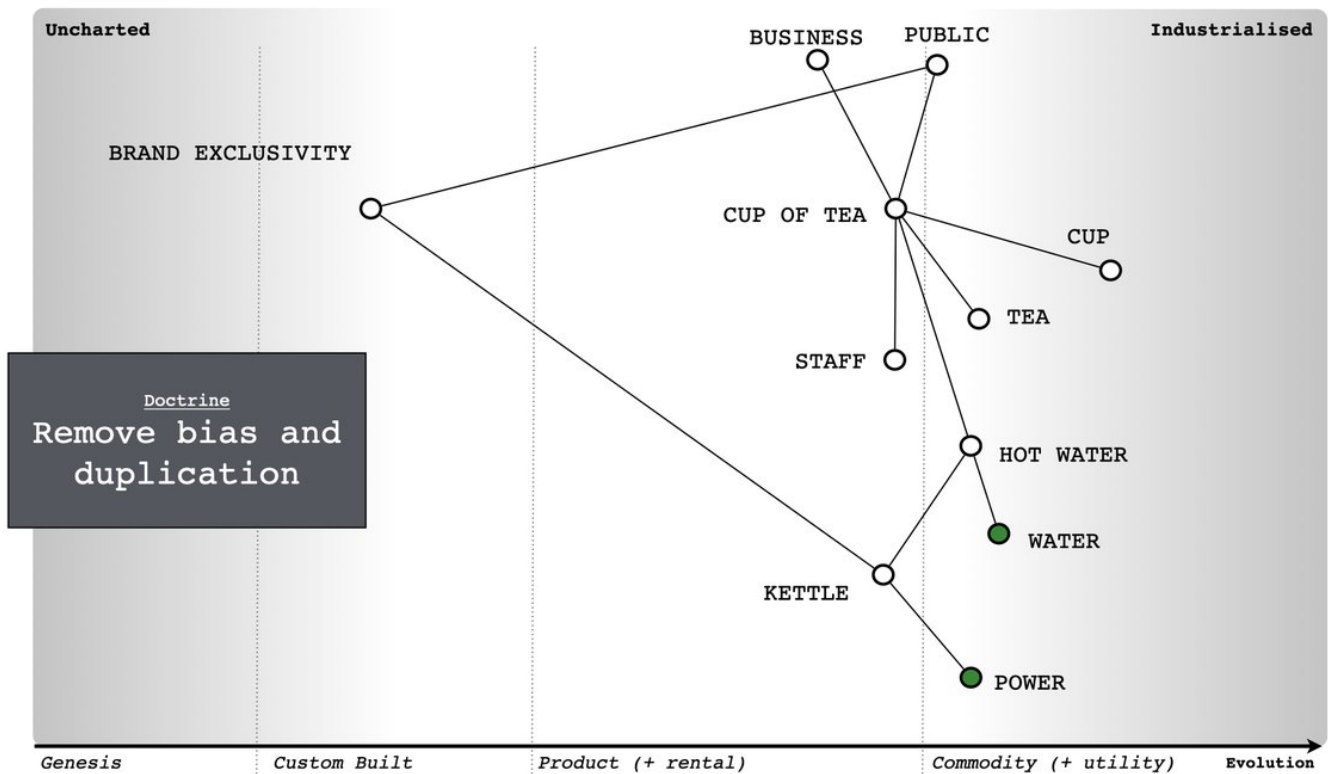 Uncharted
BUSINESS
PUBLIC
Industrialised
BRAND EXCLUSIVITY
CUP OF TEA
CUP
TEA
STAFF
Doctrine
Remove bias and
duplication
HOT WATER
WATER
KETTLE
POWER
Genesis
Custom Built
Product (+ rental)
Commodity (+ utility)
Evolution